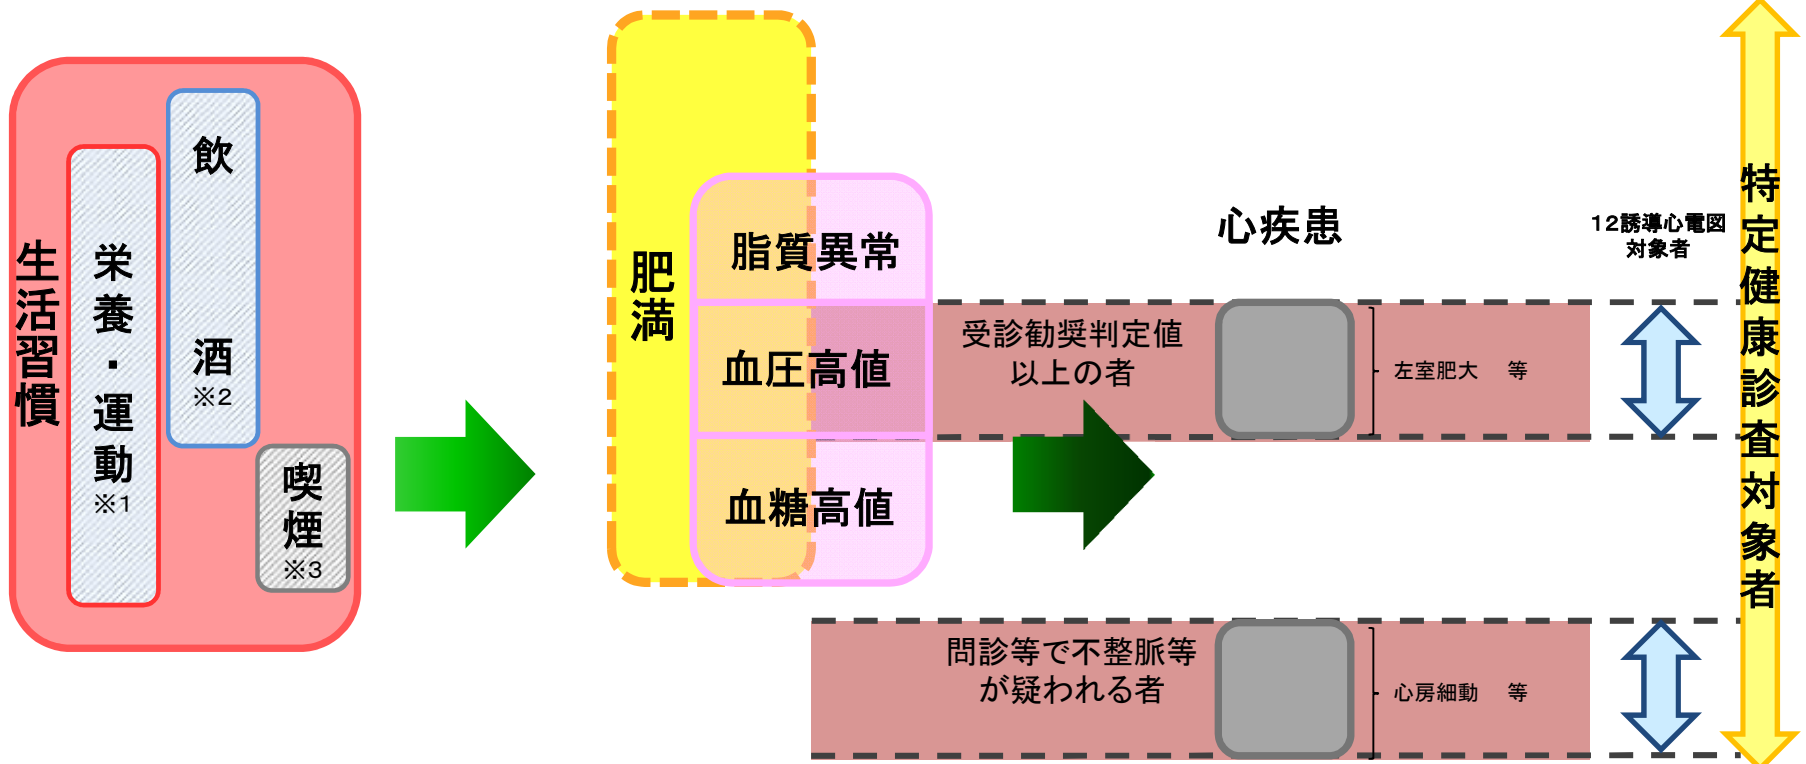 生活習慣
栄養・運動
※1
飲酒
※2
喫煙
※3
肥満
脂質異常
血圧高値
血糖高値
心疾患
受診勧奨判定値
以上の者
左室肥大 等
問診等で不整脈等
が疑われる者
心房細動 等
12誘導心電図
対象者
特定健康診査対象者